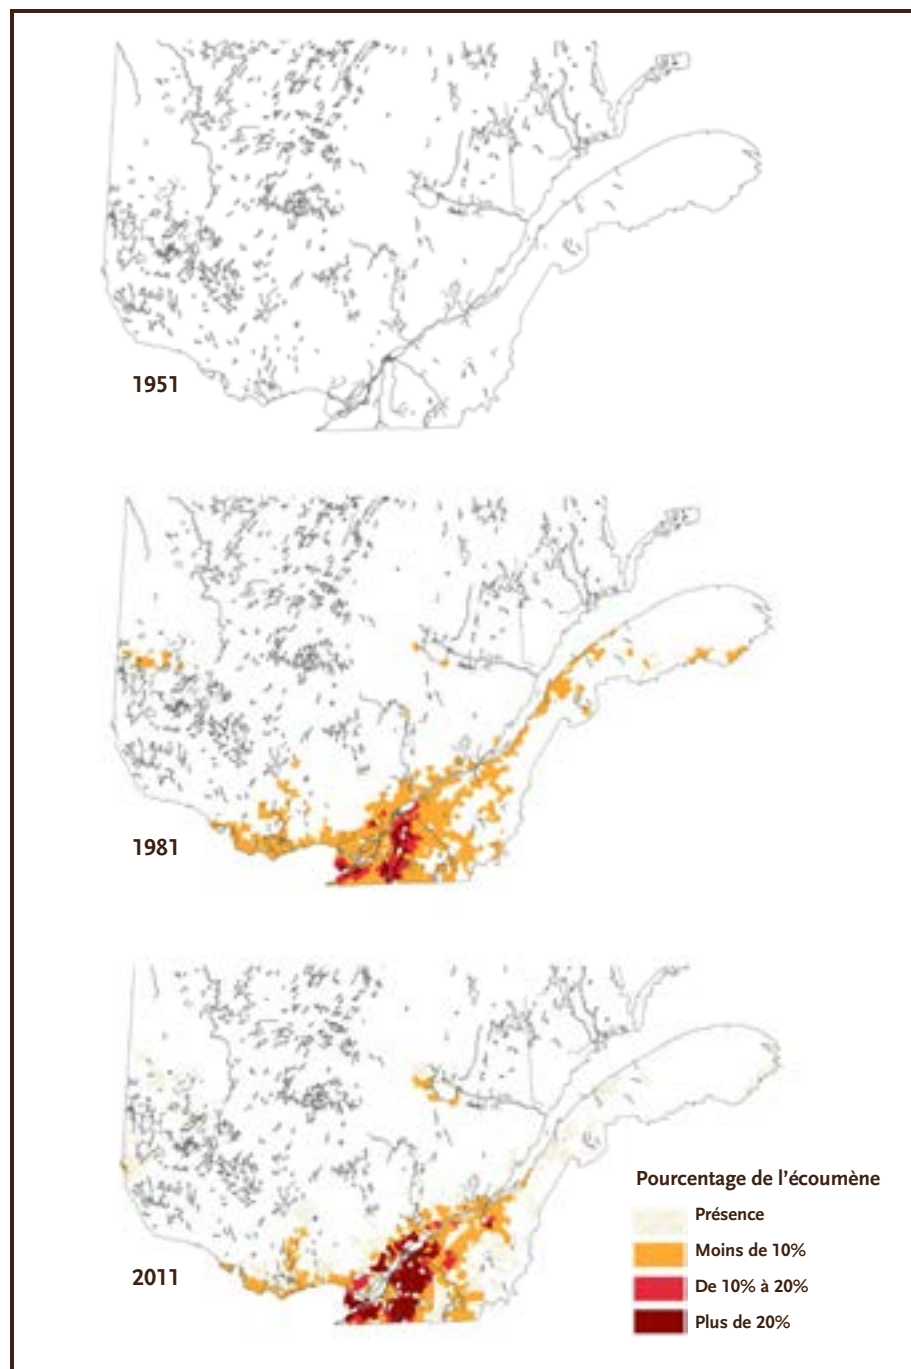 1951
1981
2011
Pourcentage de l'écoumène
Présence
Moins de 10%
De 10% à 20%
Plus de 20%